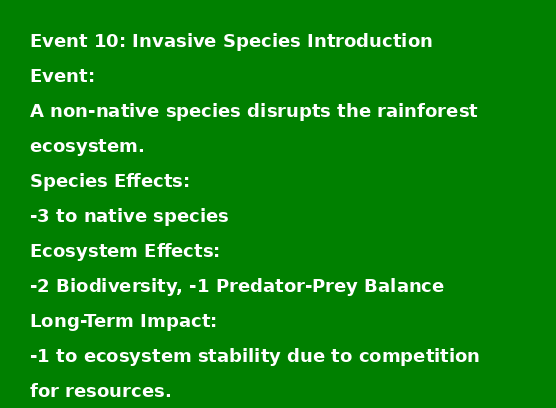 Event 10: Invasive Species Introduction
Event:
A non-native species disrupts the rainforest
ecosystem.
Species Effects:
-3 to native species
Ecosystem Effects:
-2 Biodiversity, -1 Predator-Prey Balance
Long-Term Impact:
-1 to ecosystem stability due to competition
for resources.